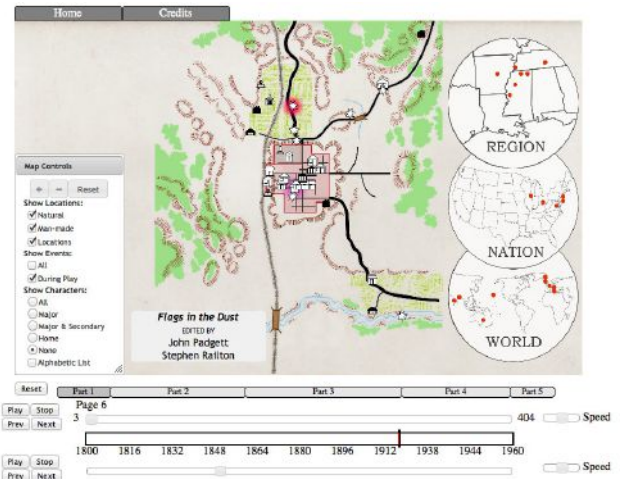 Home Credits
REGION
NATION
WORLD
Map Controls
+ − Reset
Show Locations:
Natural
Man-made
Locations
Show Events:
All
During Play
Show Characters:
All
Major
Major & Secondary
Home
None
Alphabetic List
Flags in the Dust
EDITED BY
John Padgett
Stephen Railton
Reset Part 1 Part 2 Part 3 Part 4 Part 5
Page 6
Play Stop 3 404 Speed
Prev Next
1800 1816 1832 1848 1864 1880 1896 1912 1938 1944 1960
Play Stop Speed
Prev Next